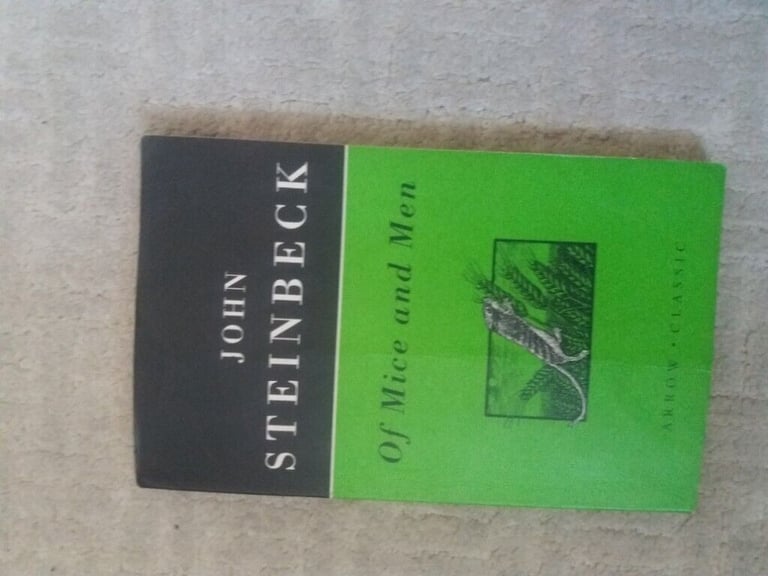 JOHN
STEINBECK
Of Mice and Men
ARROW • CLASSIC